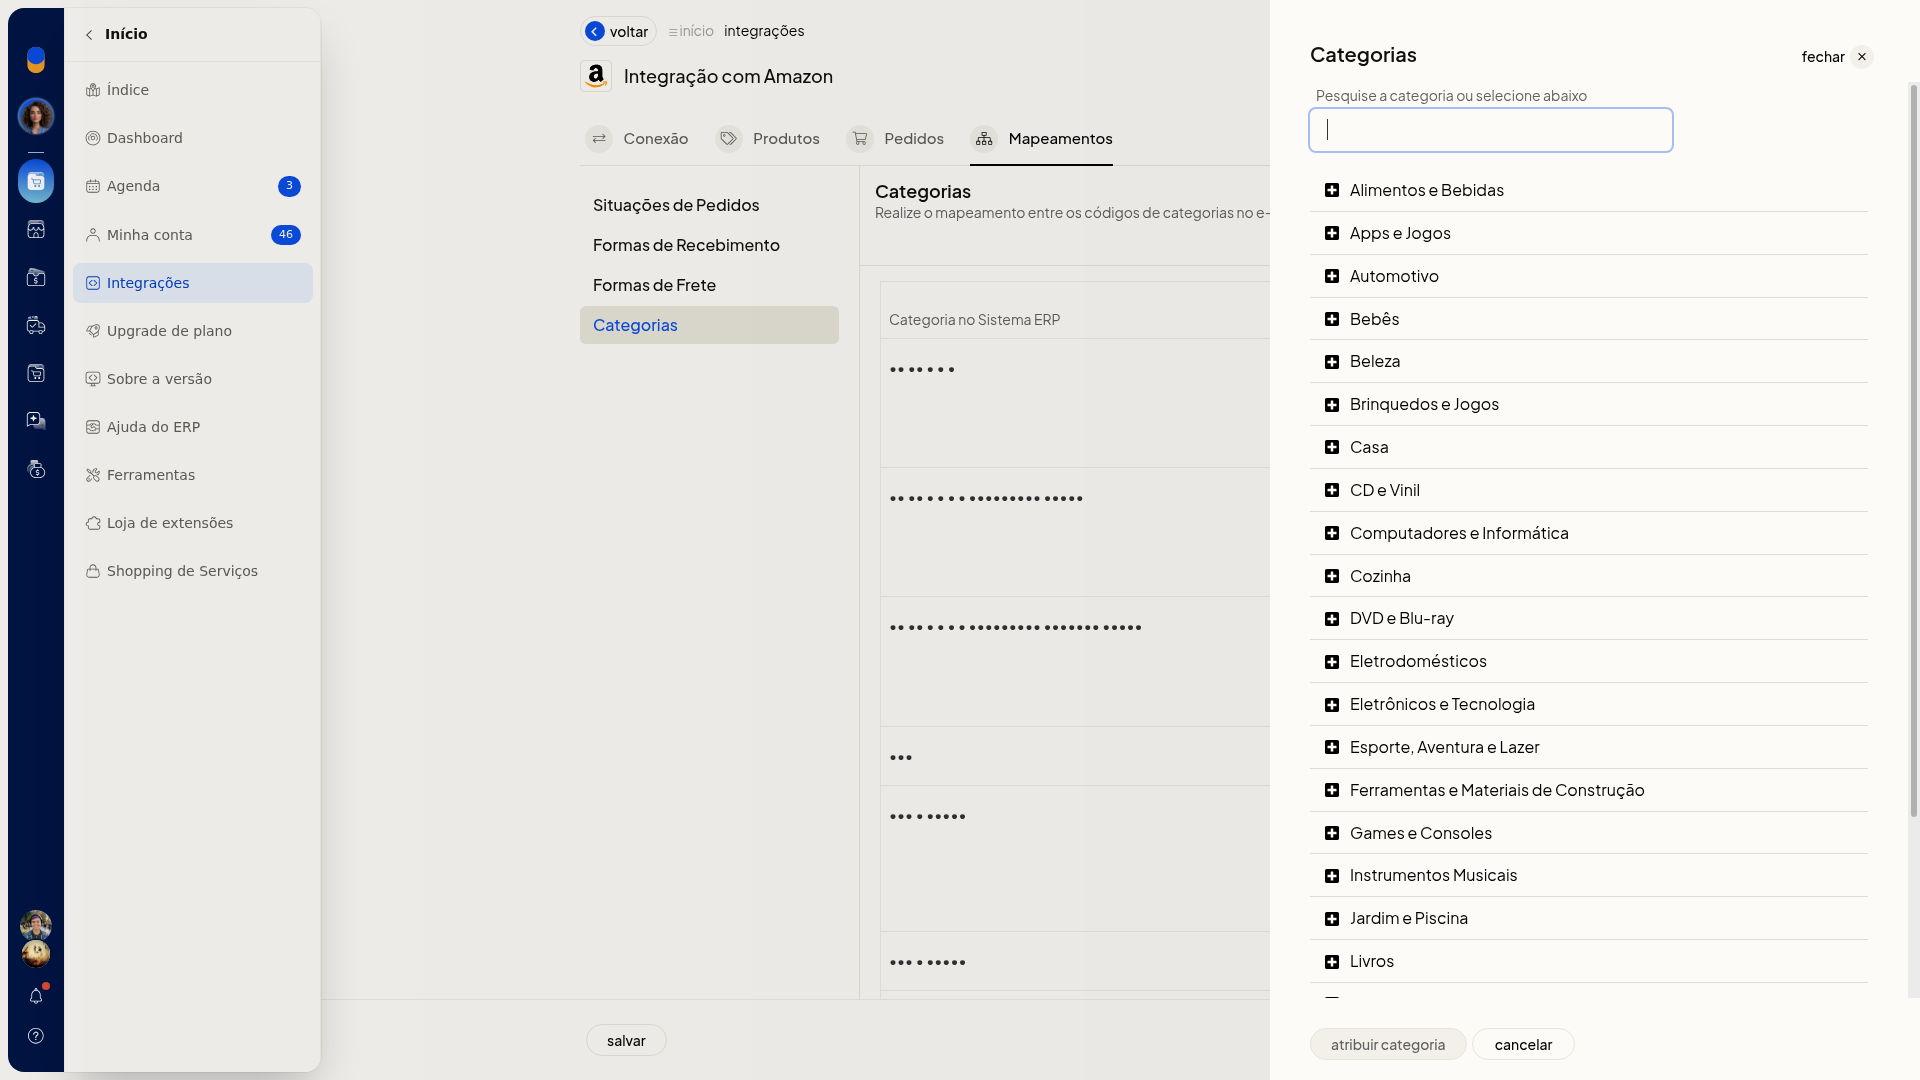 Início
Índice
Dashboard
Agenda 3
Minha conta 46
Integrações
Upgrade de plano
Sobre a versão
Ajuda do ERP
Ferramentas
Loja de extensões
Shopping de Serviços
voltar início integrações
Integração com Amazon
Conexão Produtos Pedidos Mapeamentos
Situações de Pedidos
Formas de Recebimento
Formas de Frete
Categorias
Categorias
Realize o mapeamento entre os códigos de categorias no e-
Categoria no Sistema ERP
salvar
Categorias
fechar
Pesquise a categoria ou selecione abaixo
Alimentos e Bebidas
Apps e Jogos
Automotivo
Bebês
Beleza
Brinquedos e Jogos
Casa
CD e Vinil
Computadores e Informática
Cozinha
DVD e Blu-ray
Eletrodomésticos
Eletrônicos e Tecnologia
Esporte, Aventura e Lazer
Ferramentas e Materiais de Construção
Games e Consoles
Instrumentos Musicais
Jardim e Piscina
Livros
atribuir categoria cancelar